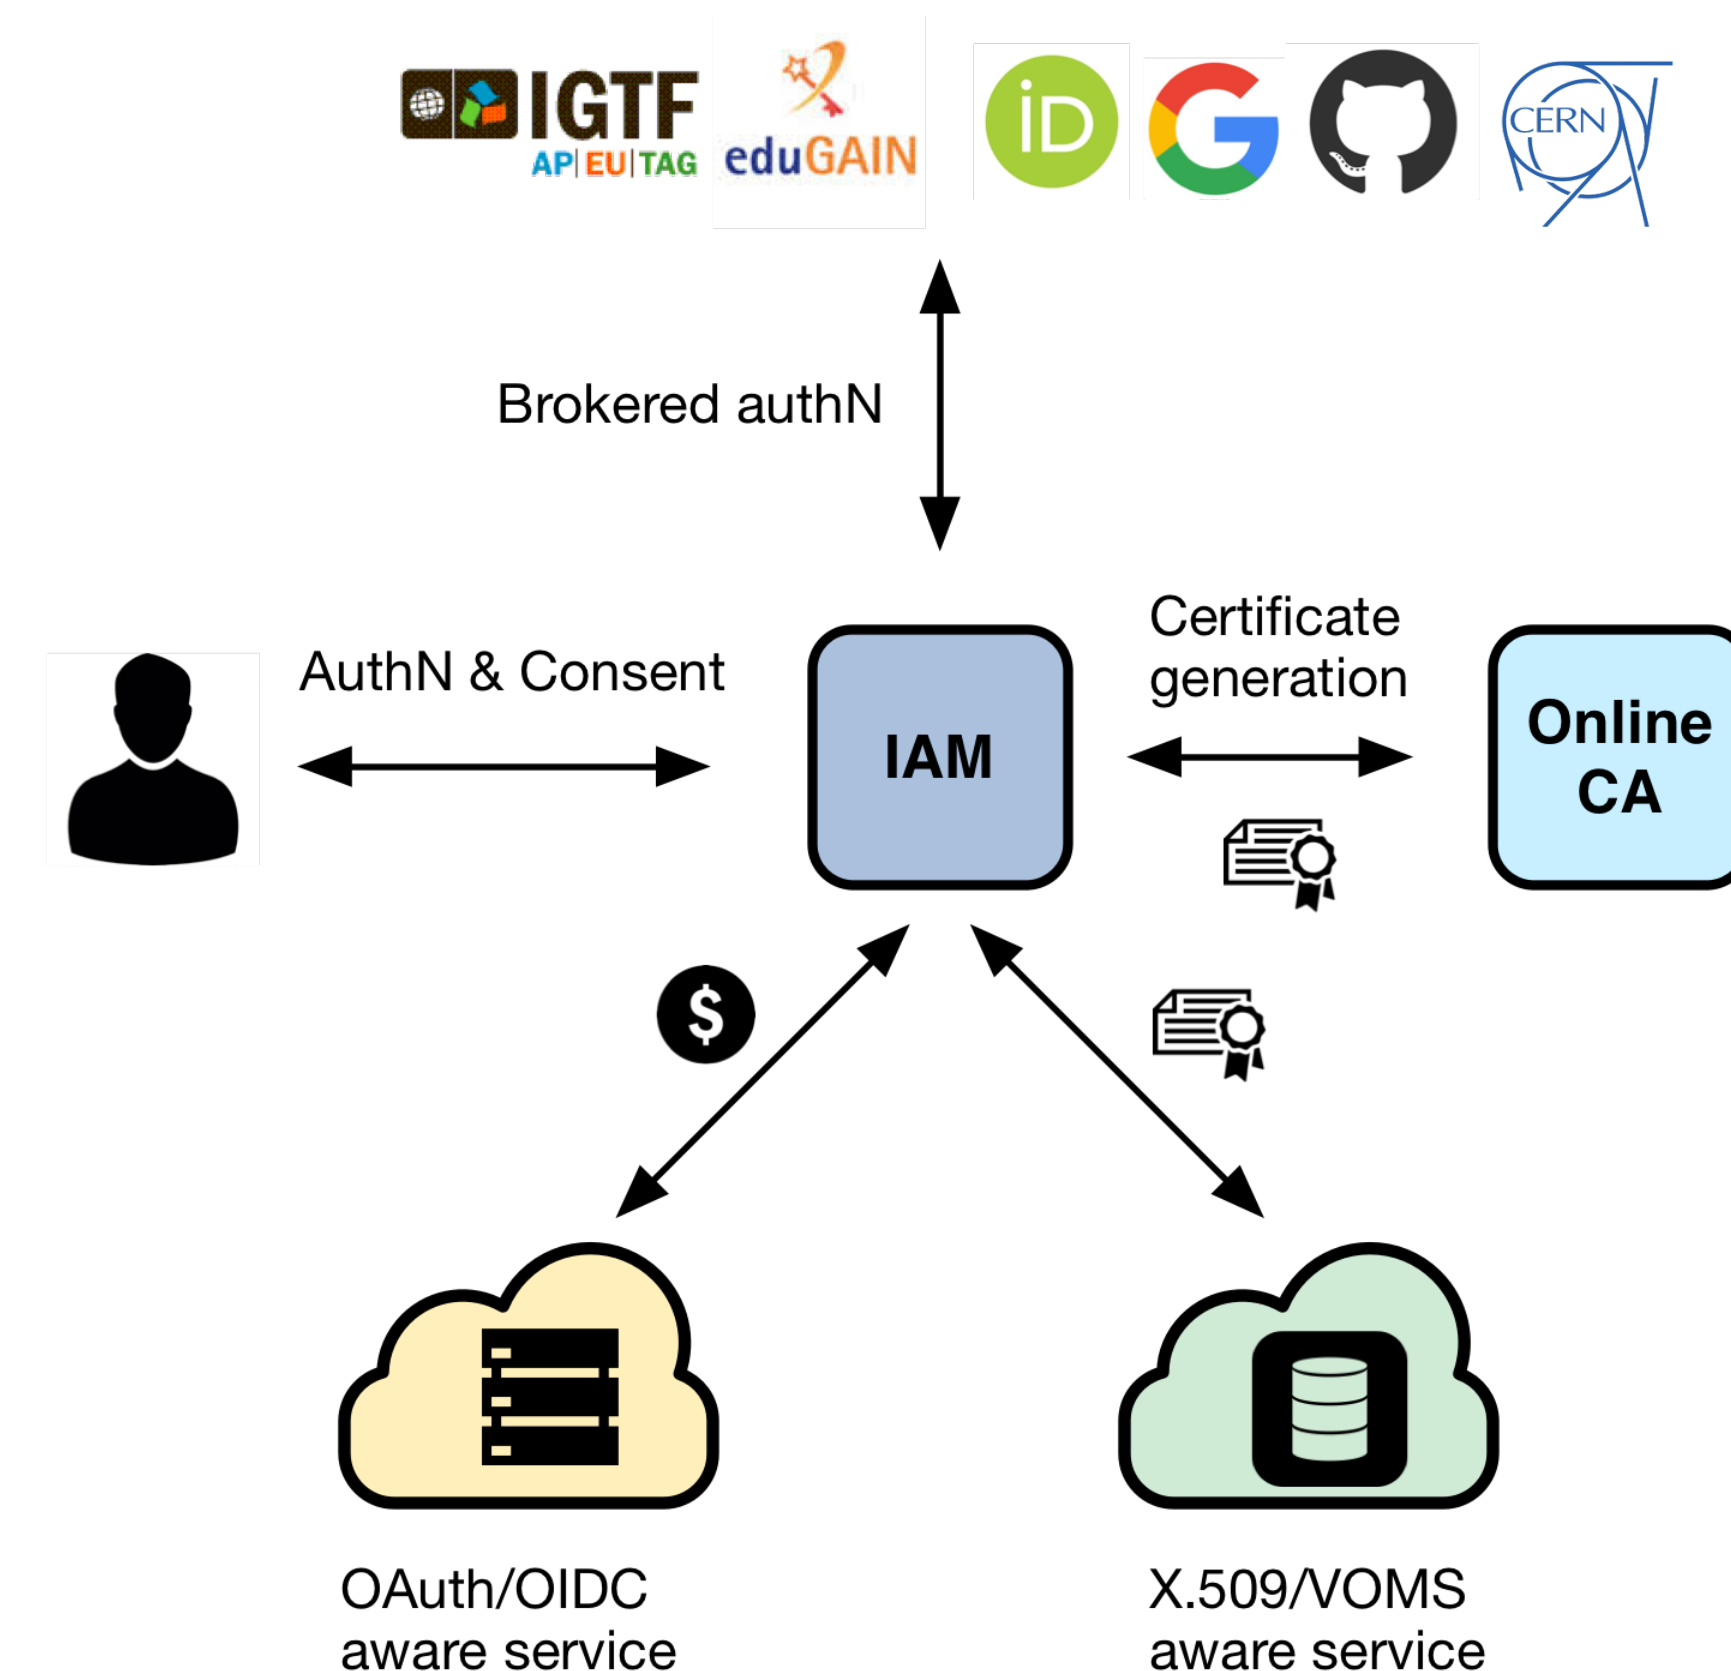 IGTF
AP|EU|TAG
eduGAIN
iD
G
CERN
Brokered authN
AuthN & Consent
IAM
Certificate
generation
Online
CA
$
OAuth/OIDC
aware service
X.509/VOMS
aware service